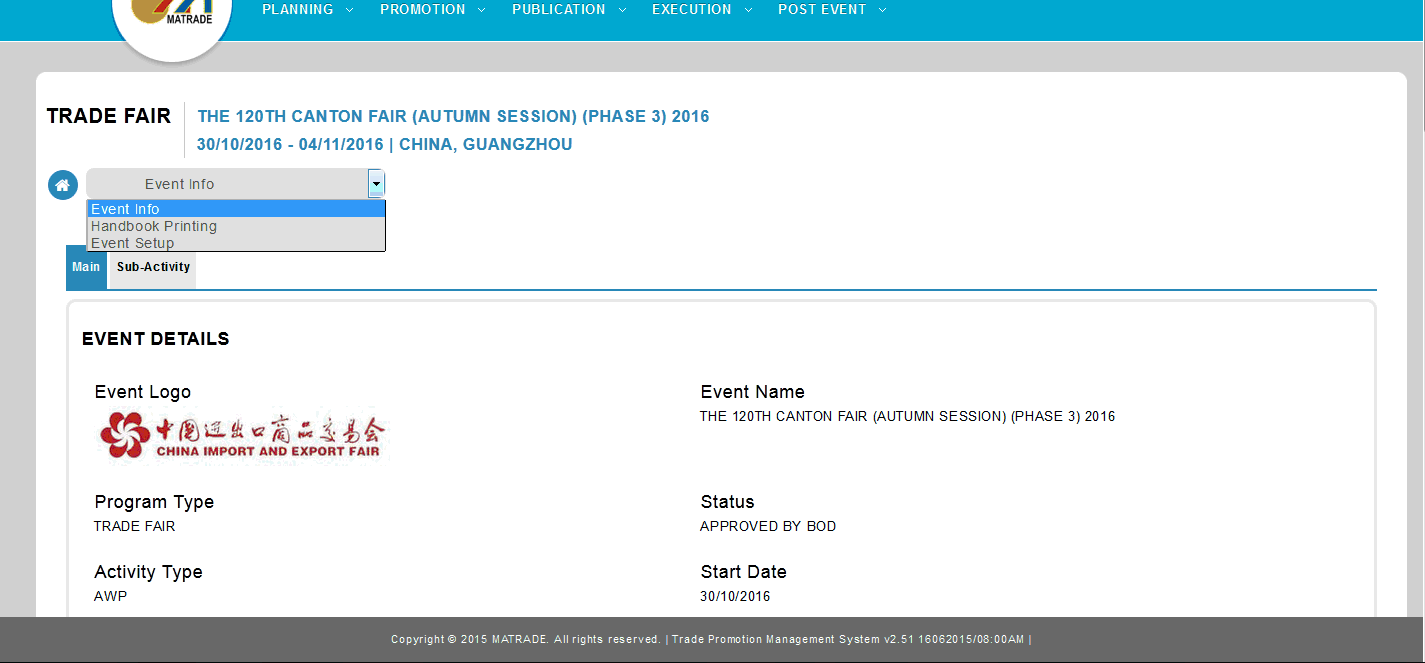 MATRADE
PLANNING PROMOTION PUBLICATION EXECUTION POST EVENT
TRADE FAIR
THE 120TH CANTON FAIR (AUTUMN SESSION) (PHASE 3) 2016
30/10/2016 - 04/11/2016 | CHINA, GUANGZHOU
Event Info
Event Info
Handbook Printing
Event Setup
Main Sub-Activity
EVENT DETAILS
Event Logo
中国进出口商品交易会
CHINA IMPORT AND EXPORT FAIR
Event Name
THE 120TH CANTON FAIR (AUTUMN SESSION) (PHASE 3) 2016
Program Type
TRADE FAIR
Status
APPROVED BY BOD
Activity Type
AWP
Start Date
30/10/2016
Copyright © 2015 MATRADE. All rights reserved. | Trade Promotion Management System v2.51 16062015/08:00AM |